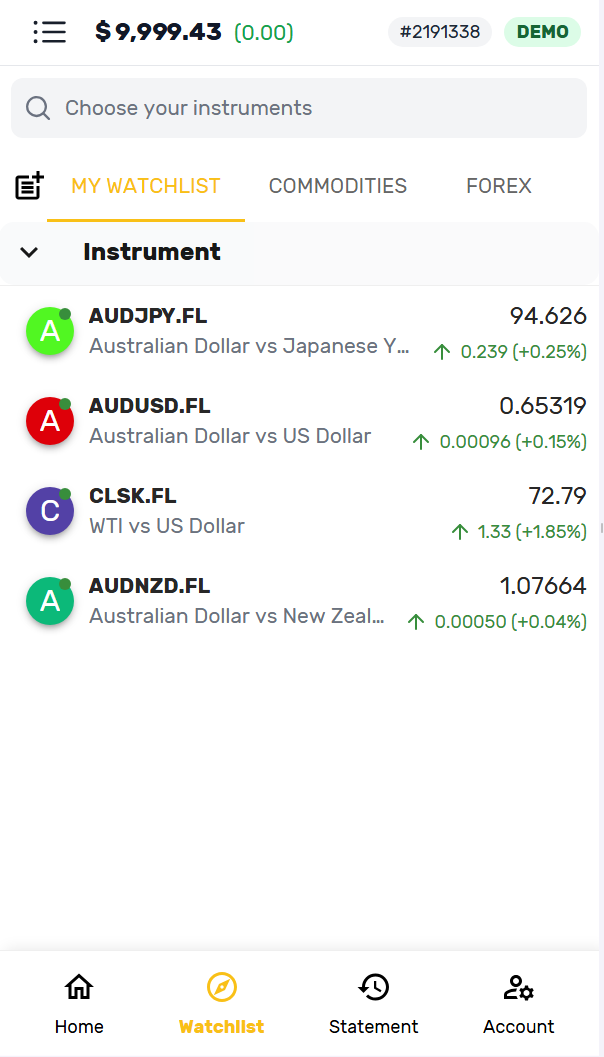 $ 9,999.43 (0.00) #2191338 DEMO
Choose your instruments
MY WATCHLIST COMMODITIES FOREX
Instrument
A AUDJPY.FL 94.626
Australian Dollar vs Japanese Y... 0.239 (+0.25%)
A AUDUSD.FL 0.65319
Australian Dollar vs US Dollar 0.00096 (+0.15%)
C CLSK.FL 72.79
WTI vs US Dollar 1.33 (+1.85%)
A AUDNZD.FL 1.07664
Australian Dollar vs New Zeal... 0.00050 (+0.04%)
Home Watchlist Statement Account